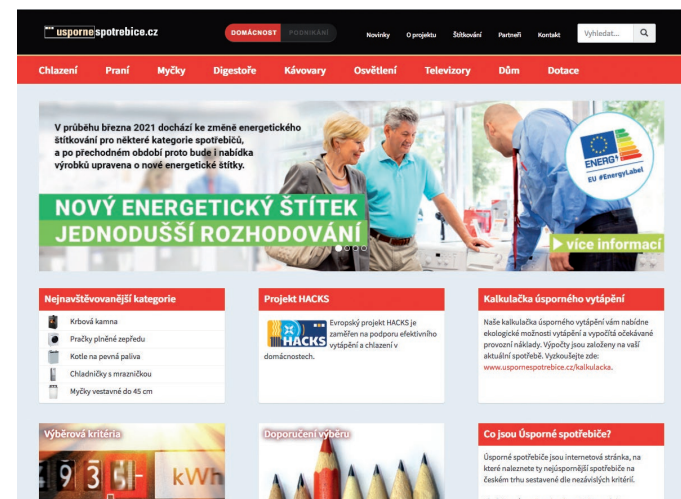 usporne spotrebice.cz
DOMÁCNOST PODNIKÁNÍ
Novinky O projektu Štítkování Partneři Kontakt Vyhledat...
Chlazení Praní Myčky Digestoře Kávovary Osvětlení Televizory Dům Dotace
V průběhu března 2021 dochází ke změně energetického
štítkování pro některé kategorie spotřebičů,
a po přechodném období proto bude i nabídka
výrobků upravena o nové energetické štítky.
NOVÝ ENERGETICKÝ ŠTÍTEK
JEDNODUŠŠÍ ROZHODOVÁNÍ
ENERG
EU #EnergyLabel
více informací
Nejnavštěvovanější kategorie
Krbová kamna
Pračky plněné zepředu
Kotle na pevná paliva
Chladničky s mrazničkou
Myčky vestavné do 45 cm
Projekt HACKS
HACKS
Evropský projekt HACKS je
zaměřen na podporu efektivního
vytápění a chlazení v
domácnostech.
Kalkulačka úsporného vytápění
Naše kalkulačka úsporného vytápění vám nabídne
ekologické možnosti vytápění a vypočítá očekávané
provozní náklady. Výpočty jsou založeny na vaší
aktuální spotřebě. Vyzkoušejte zde:
www.uspornespotrebice.cz/kalkulacka.
Výběrová kritéria
4 9 3 5 kWh
Doporučení výběru
Co jsou Úsporné spotřebiče?
Úsporné spotřebiče jsou internetová stránka, na
které naleznete ty nejúspornější spotřebiče na
českém trhu sestavené dle nezávislých kritérií.